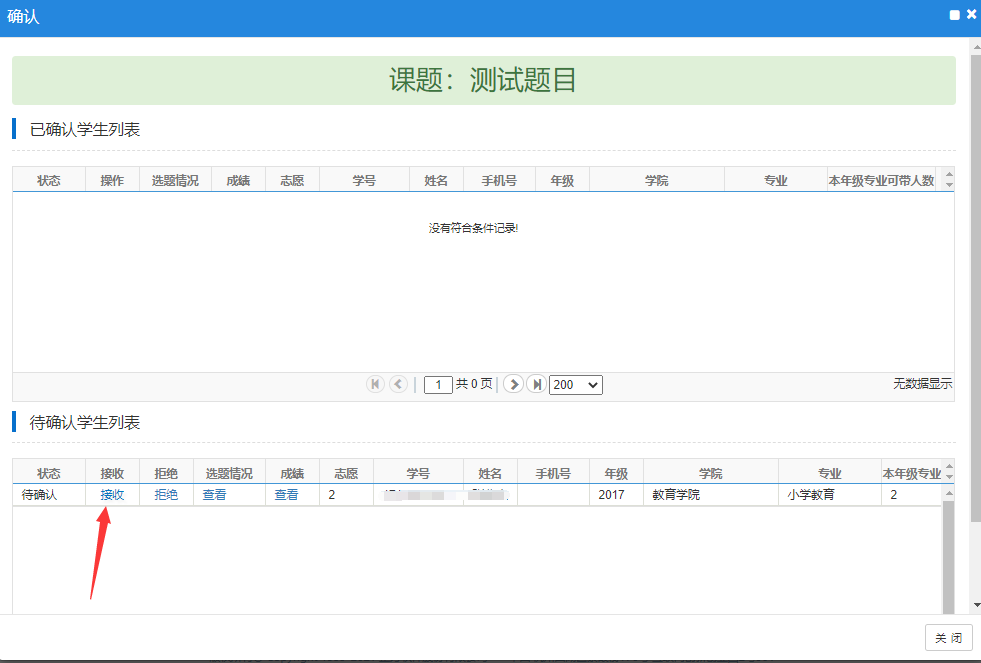 确认
课题：测试题目
已确认学生列表
状态 操作 选题情况 成绩 志愿 学号 姓名 手机号 年级 学院 专业 本年级专业可带人数
没有符合条件记录!
1 共 0 页 200 无数据显示
待确认学生列表
状态 接收 拒绝 选题情况 成绩 志愿 学号 姓名 手机号 年级 学院 专业 本年级专业
待确认 接收 拒绝 查看 查看 2 2017 教育学院 小学教育 2
关 闭